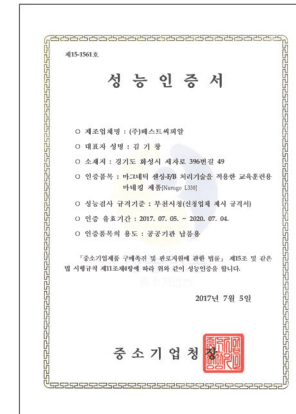 제15-1561호
성 능 인 증 서
○ 제조업체명 : (주)베스트씨피알
○ 대표자 성명 : 김 기 창
○ 소재지 : 경기도 화성시 세자로 396번길 49
○ 인증품목 : 마그네틱 센싱-F/B 처리기술을 적용한 교육훈련용
마네킹 제품
○ 성능검사 규격기준 : 부천시청(신청업체 제시 규격서)
○ 인증 유효기간 : 2017. 07. 05. ~ 2020. 07. 04.
○ 인증품목의 용도 : 공공기관 납품용
「중소기업제품 구매촉진 및 판로지원에 관한 법률」 제15조 및 같은
법 시행규칙 제11조제8항에 따라 위와 같이 성능인증을 합니다.
2017년 7월 5일
중 소 기 업 청 장